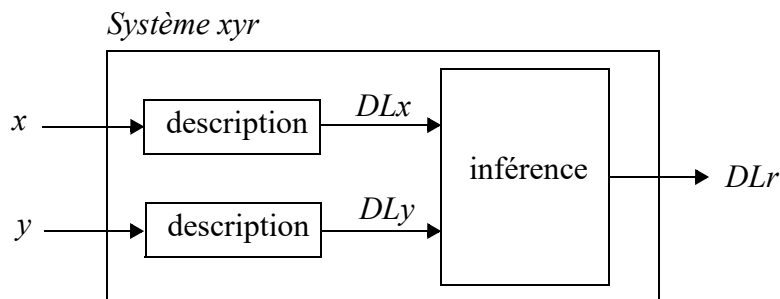 Système xyr
x
description
DLx
inférence
DLr
y
description
DLy